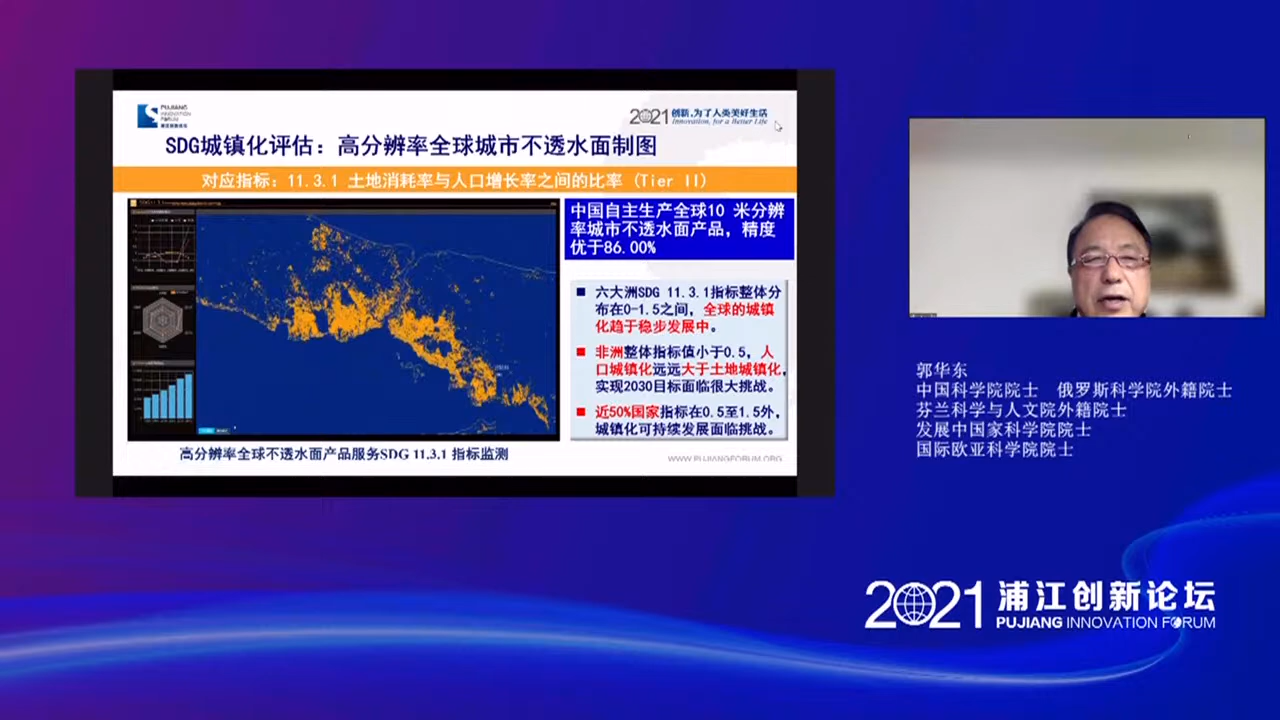 PUJIANG
INNOVATION
FORUM
浦江创新论坛
2021 创新,为了人类美好生活
Innovation, for a Better Life
SDG城镇化评估：高分辨率全球城市不透水面制图
对应指标：11.3.1 土地消耗率与人口增长率之间的比率 (Tier II)
中国自主生产全球10 米分辨
率城市不透水面产品，精度
优于86.00%
六大洲SDG 11.3.1指标整体分
布在0-1.5之间，全球的城镇
化趋于稳步发展中。
非洲整体指标值小于0.5，人
口城镇化远远大于土地城镇化，
实现2030目标面临很大挑战。
近50%国家指标在0.5至1.5外，
城镇化可持续发展面临挑战。
高分辨率全球不透水面产品服务SDG 11.3.1 指标监测
WWW.PUJIANGFORUM.ORG
郭华东
中国科学院院士 俄罗斯科学院外籍院士
芬兰科学与人文院外籍院士
发展中国家科学院院士
国际欧亚科学院院士
2021 浦江创新论坛
PUJIANG INNOVATION FORUM